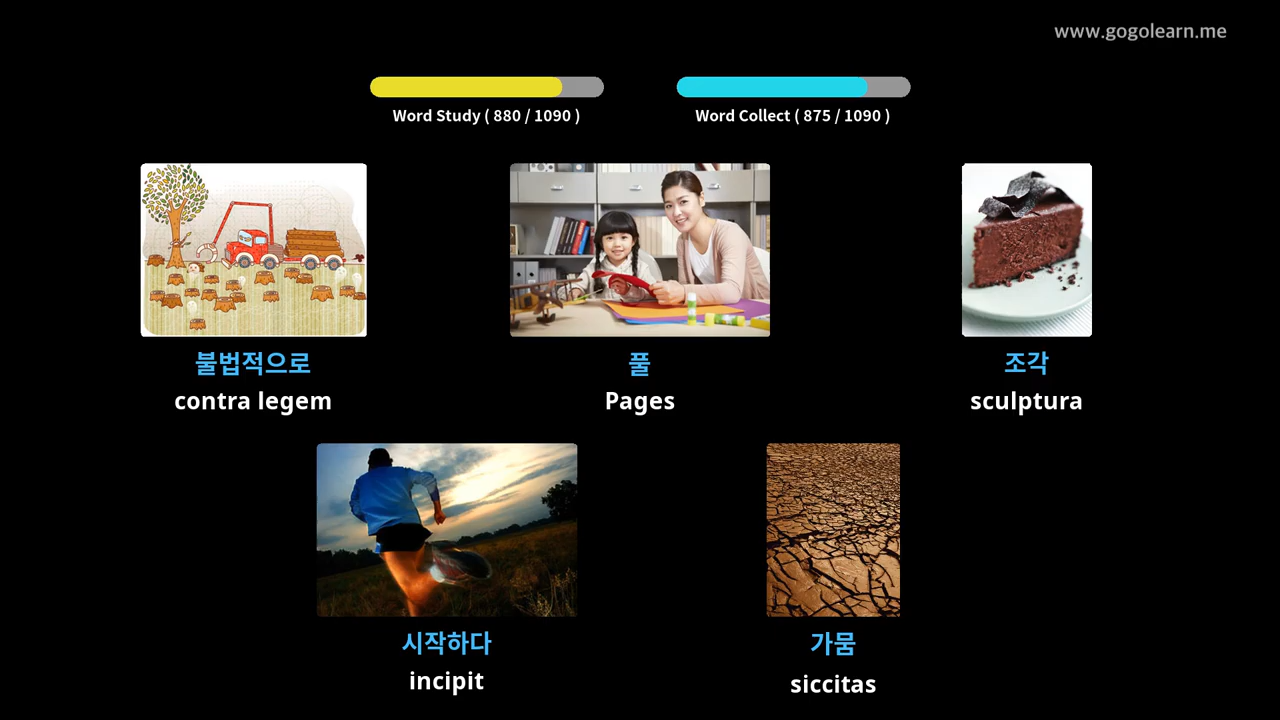 www.gogolearn.me
Word Study ( 880 / 1090 )
Word Collect ( 875 / 1090 )
불법적으로
contra legem
풀
Pages
조각
sculptura
시작하다
incipit
가뭄
siccitas